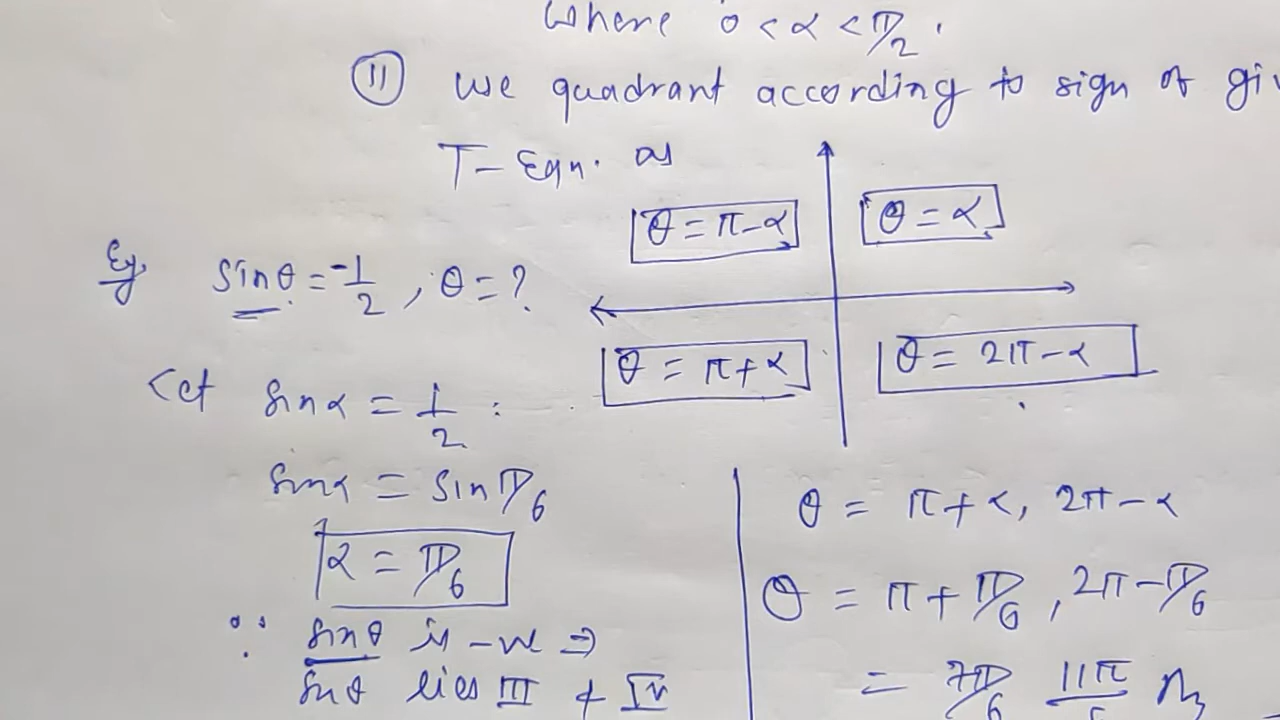 Where 0 < α < π/2.
(II) we quadrant according to sign of gi
T-Eqn. as
θ = π-α
θ = α
Eg. sinθ = -1/2, θ = ?
θ = π+α
θ = 2π-α
Let sinα = 1/2 :
sinα = sin π/6
α = π/6
∵ sinθ is -ve ⇒
sinθ lies III & IV
θ = π+α, 2π-α
θ = π+π/6, 2π-π/6
= 7π/6 11π/6